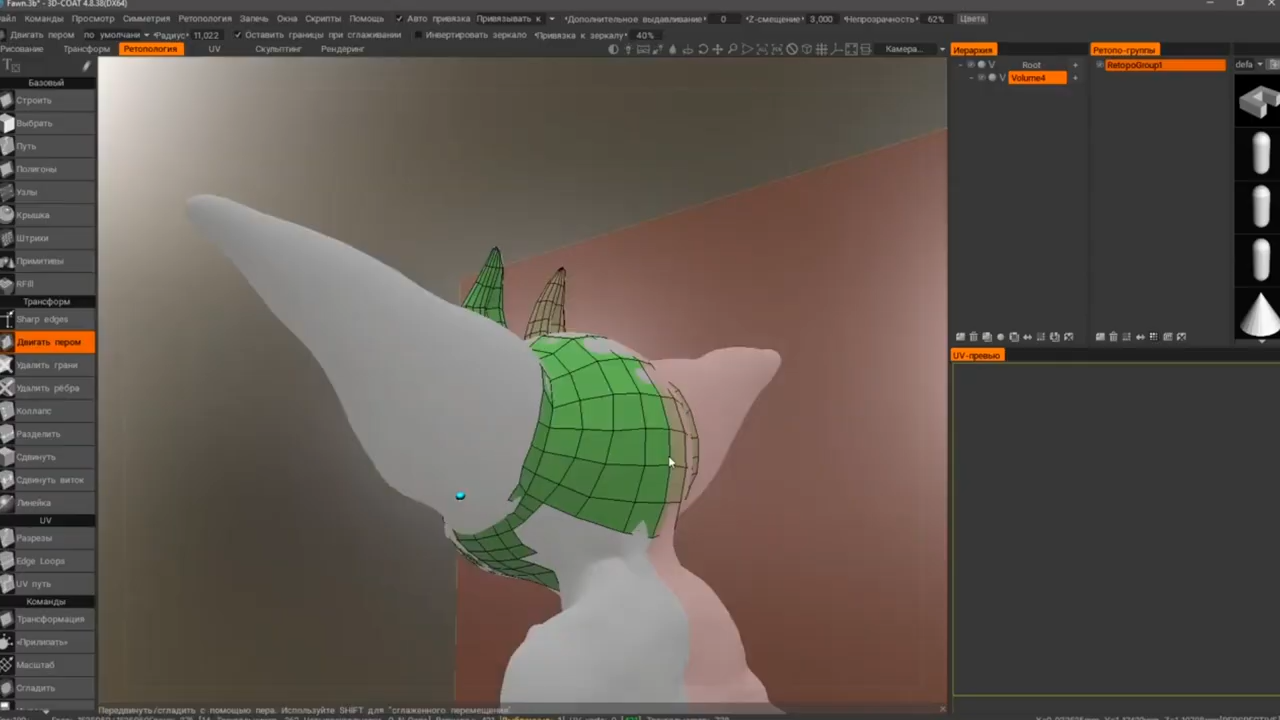 Fawn.3b* - 3D-COAT 4.8.38(DX64)
айл Команды Просмотр Симметрия Ретопология Запечь Окна Скрипты Помощь Авто привязка Привязывать к Дополнительное выдавливание: 0 Z-смещение: 3,000 Непрозрачность: 62% Цвета
Двигать пером по умолчани Радиус: 11,022 Оставить границы при сглаживании Инвертировать зеркало Привязка к зеркалу: 40%
Рисование Трансформ Ретопология UV Скульптинг Рендеринг Камера...
Базовый
Строить
Выбрать
Путь
Полигоны
Узлы
Крышка
Штрихи
Примитивы
RFill
Трансформ
Sharp edges
Двигать пером
Удалить грани
Удалить рёбра
Коллапс
Разделить
Сдвинуть
Сдвинуть виток
Линейка
UV
Разрезы
Edge Loops
UV путь
Команды
Трансформация
«Прилипать»
Масштаб
Сгладить
Иерархия
V Root +
- V Volume4 +
Ретопо-группы
RetopoGroup1
defa
UV-превью
Передвинуть/сгладить с помощью пера. Используйте SHIFT для "сглаженного перемещения".